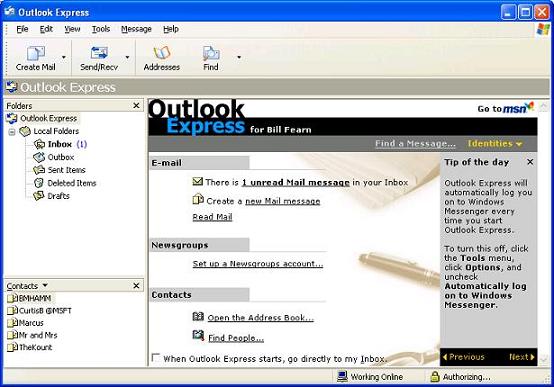 Outlook Express
File Edit View Tools Message Help
Create Mail Send/Recv Addresses Find
Outlook Express
Folders
Outlook Express
Local Folders
Inbox (1)
Outbox
Sent Items
Deleted Items
Drafts
Contacts
BMHAMM
CurtisB @MSFT
Marcus
Mr and Mrs
TheKount
Outlook
Express for Bill Fearn
Go to msn
Find a Message... Identities
E-mail
There is 1 unread Mail message in your Inbox
Create a new Mail message
Read Mail
Newsgroups
Set up a Newsgroups account...
Contacts
Open the Address Book...
Find People...
When Outlook Express starts, go directly to my Inbox.
Tip of the day
Outlook Express will
automatically log you
on to Windows
Messenger every
time you start
Outlook Express.
To turn this off, click
the Tools menu,
click Options, and
uncheck
Automatically log
on to Windows
Messenger.
Previous Next
Working Online Authorizing...